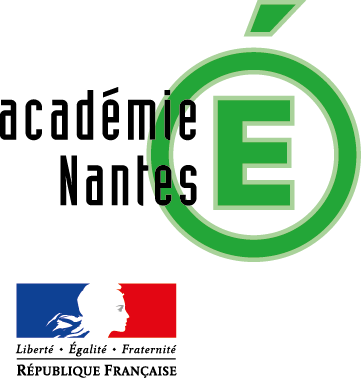 académie
Nantes
É
Liberté • Égalité • Fraternité
RÉPUBLIQUE FRANÇAISE